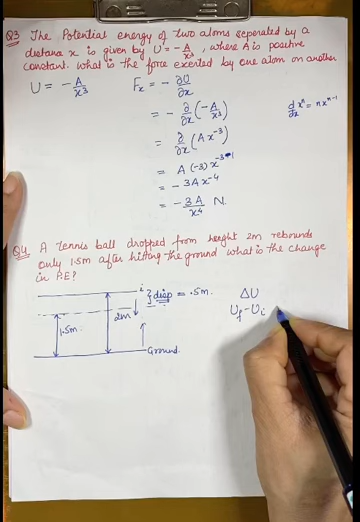 Q3 The Potential energy of two atoms seperated by a
distance x is given by U = -A/x³, where A is positive
constant. what is the force exerted by one atom on another
U = -A/x³ Fx = - ∂U/∂x
= - ∂/∂x (-A/x³) d/dx xⁿ = nxⁿ⁻¹
= ∂/∂x (Ax⁻³)
= A (-3) x⁻³⁻¹
= -3Ax⁻⁴
= -3A/x⁴ N.
Q4 A Tennis ball dropped from height 2m rebounds
only 1.5m after hitting the ground what is the change
in P.E?
i } disp = .5m. ΔU
1.5m. 2m Uf - Ui
Ground.